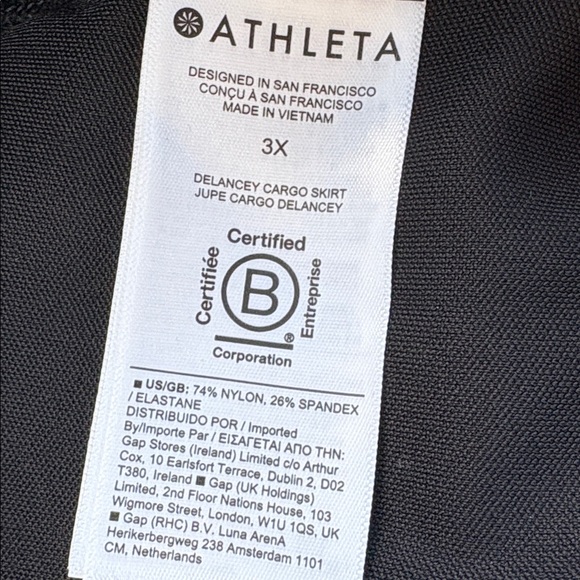 ATHLETA
DESIGNED IN SAN FRANCISCO
CONÇU À SAN FRANCISCO
MADE IN VIETNAM
3X
DELANCEY CARGO SKIRT
JUPE CARGO DELANCEY
Certified
Certifiée
B
Entreprise
®
Corporation
■ US/GB: 74% NYLON, 26% SPANDEX
/ ELASTANE
DISTRIBUIDO POR / Imported
By/Importe Par / ΕΙΣΑΓΕΤΑΙ ΑΠΟ ΤΗΝ:
Gap Stores (Ireland) Limited c/o Arthur
Cox, 10 Earlsfort Terrace, Dublin 2, D02
T380, Ireland ■ Gap (UK Holdings)
Limited, 2nd Floor Nations House, 103
Wigmore Street, London, W1U 1QS, UK
■ Gap (RHC) B.V. Luna ArenA
Herikerbergweg 238 Amsterdam 1101
CM, Netherlands